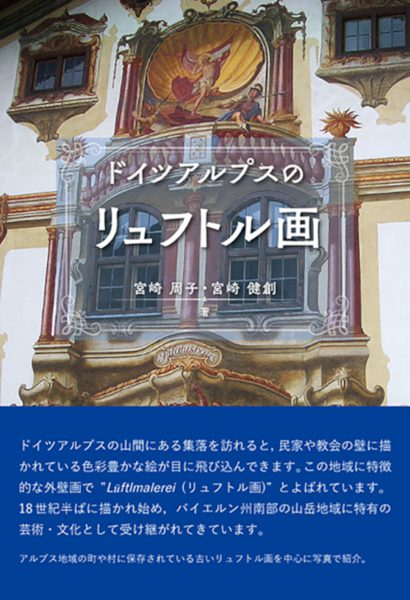 ドイツアルプスの
リュフトル画
宮崎 周子・宮崎 健創
著
ドイツアルプスの山間にある集落を訪れると,民家や教会の壁に描
かれている色彩豊かな絵が目に飛び込んできます。この地域に特徴
的な外壁画で "Lüftlmalerei(リュフトル画)" とよばれています。
18世紀半ばに描かれ始め,バイエルン州南部の山岳地域に特有の
芸術・文化として受け継がれてきています。
アルプス地域の町や村に保存されている古いリュフトル画を中心に写真で紹介。